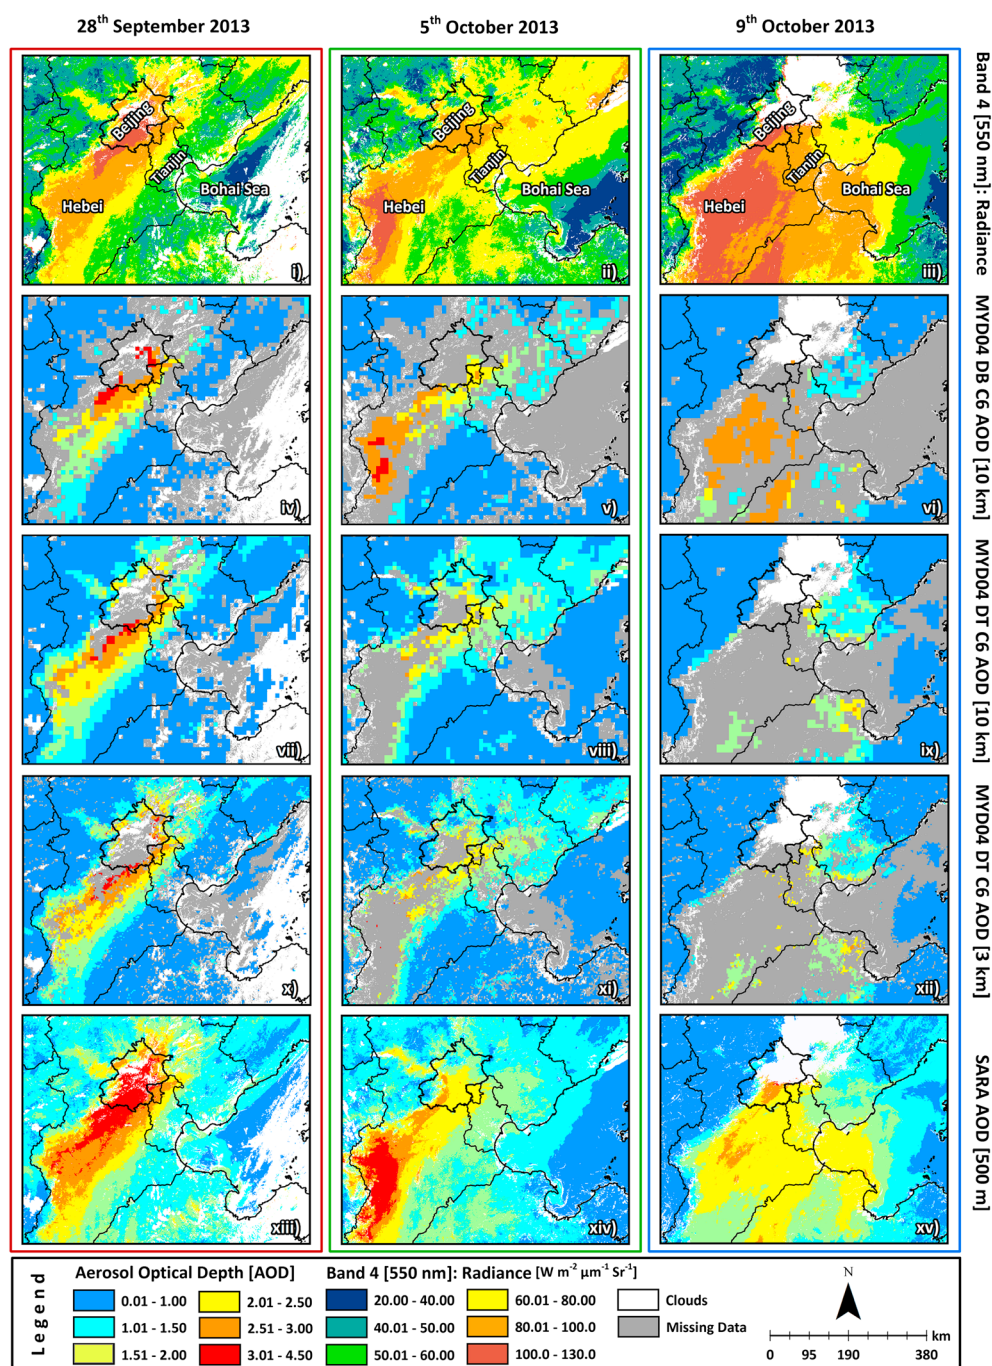 28th September 2013
5th October 2013
9th October 2013
Band 4 [550 nm]: Radiance
Beijing
Tianjin
Bohai Sea
Hebei
i)
Beijing
Tianjin
Bohai Sea
Hebei
ii)
Beijing
Tianjin
Bohai Sea
Hebei
iii)
MYD04 DB C6 AOD [10 km]
iv)
v)
vi)
MYD04 DT C6 AOD [10 km]
vii)
viii)
ix)
MYD04 DT C6 AOD [3 km]
x)
xi)
xii)
SARA AOD [500 m]
xiii)
xiv)
xv)
Legend
Aerosol Optical Depth [AOD]
0.01 - 1.00
1.01 - 1.50
1.51 - 2.00
2.01 - 2.50
2.51 - 3.00
3.01 - 4.50
Band 4 [550 nm]: Radiance [W m-2 µm-1 Sr-1]
20.00 - 40.00
40.01 - 50.00
50.01 - 60.00
60.01 - 80.00
80.01 - 100.0
100.0 - 130.0
Clouds
Missing Data
N
km
0 95 190 380